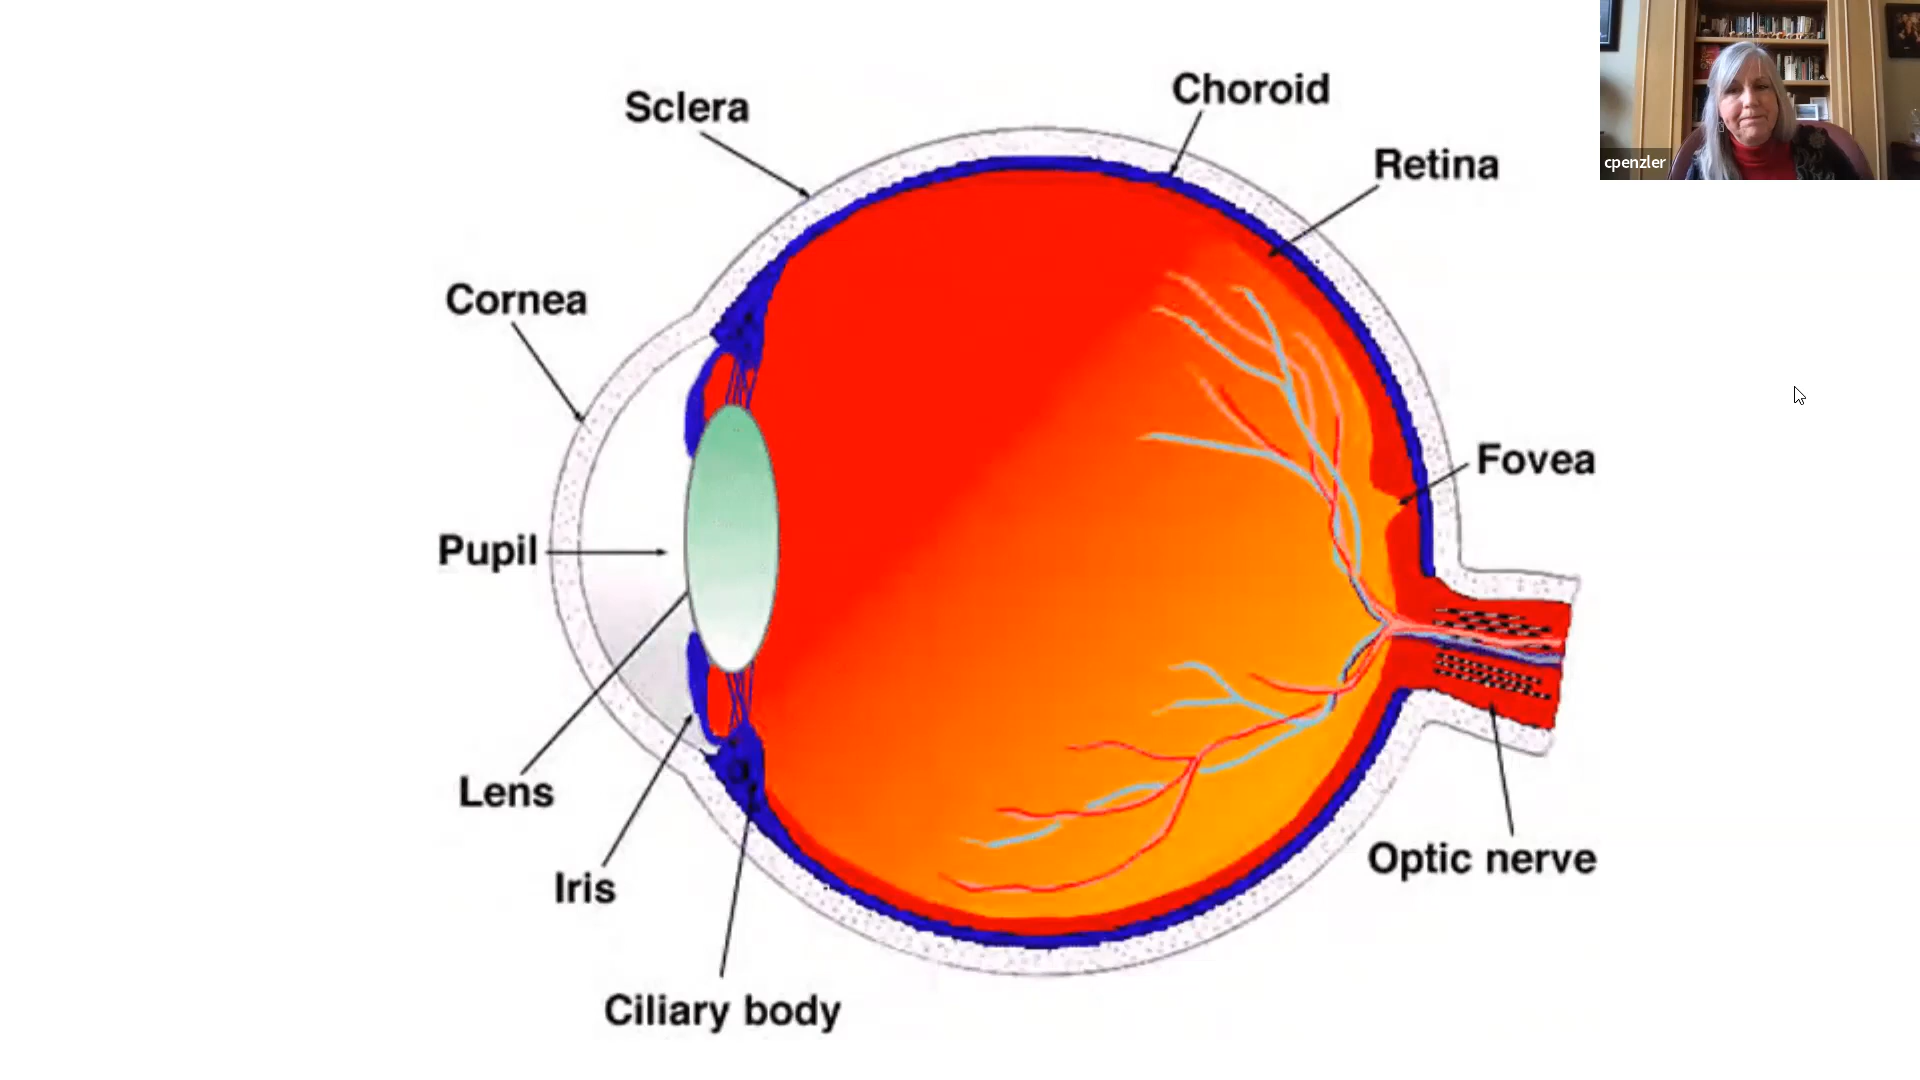 Sclera
Choroid
Retina
cpenzler
Cornea
Fovea
Pupil
Lens
Iris
Optic nerve
Ciliary body